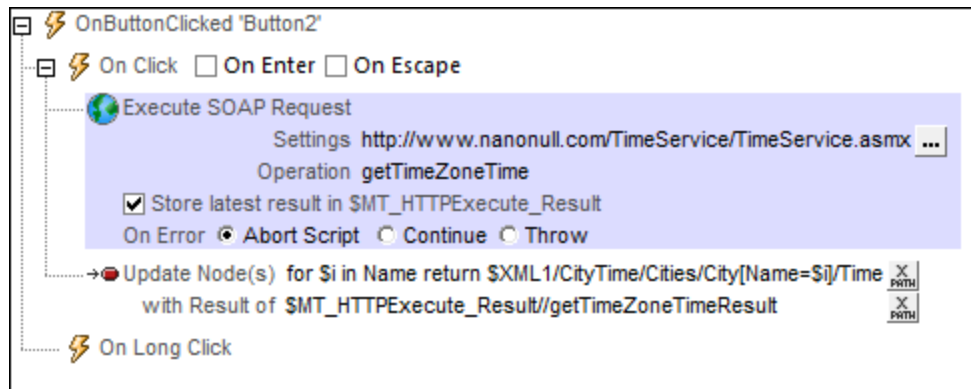 OnButtonClicked 'Button2'
On Click On Enter On Escape
Execute SOAP Request
Settings http://www.nanonull.com/TimeService/TimeService.asmx ...
Operation getTimeZoneTime
Store latest result in $MT_HTTPExecute_Result
On Error Abort Script Continue Throw
Update Node(s) for $i in Name return $XML1/CityTime/Cities/City[Name=$i]/Time X PATH
with Result of $MT_HTTPExecute_Result//getTimeZoneTimeResult X PATH
On Long Click